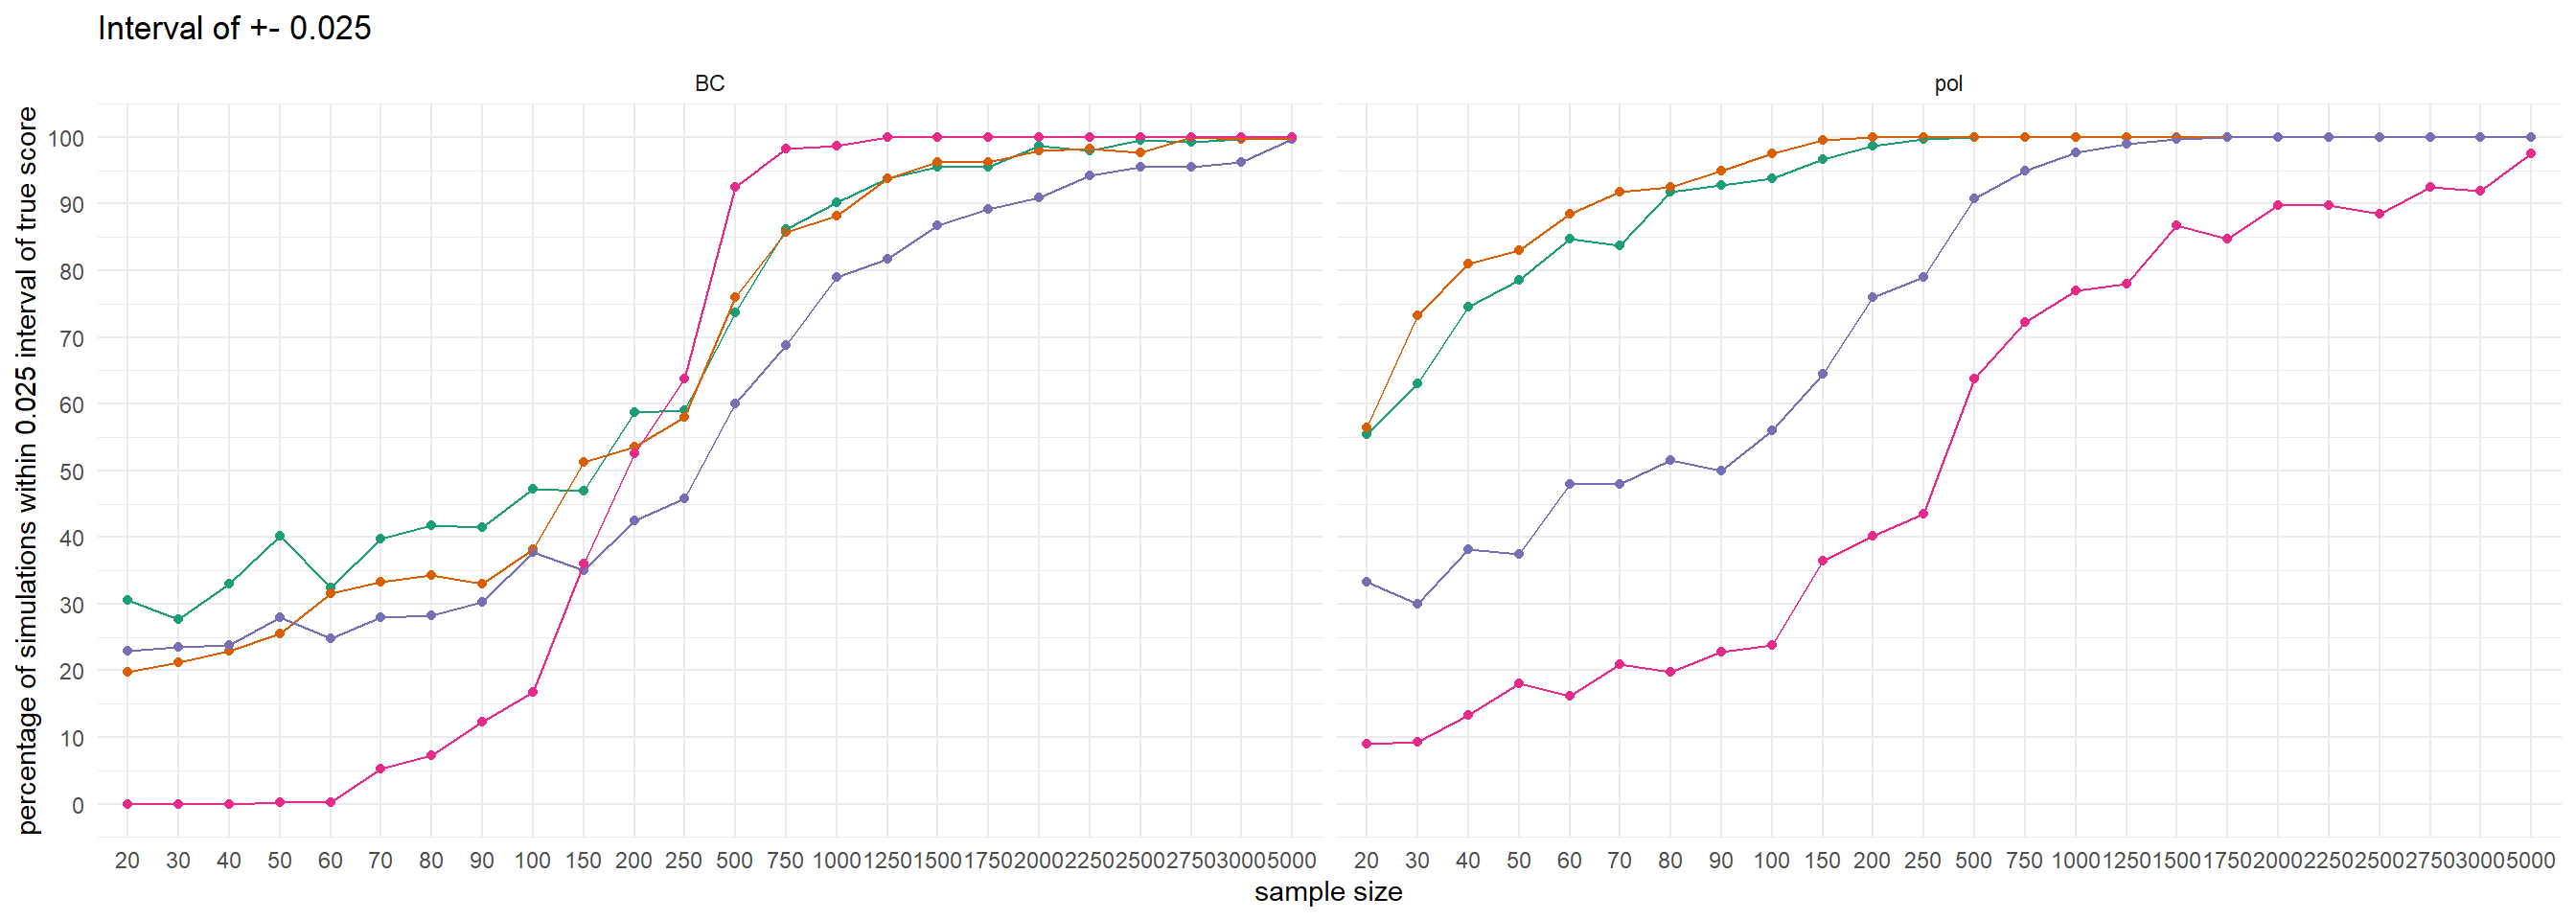 Interval of +- 0.025
BC
pol
percentage of simulations within 0.025 interval of true score
100
90
80
70
60
50
40
30
20
10
0
20 30 40 50 60 70 80 90 100 150 200 250 500 750 1000 1250 1500 1750 2000 2250 2500 2750 3000 5000
20 30 40 50 60 70 80 90 100 150 200 250 500 750 1000 1250 1500 1750 2000 2250 2500 2750 3000 5000
sample size